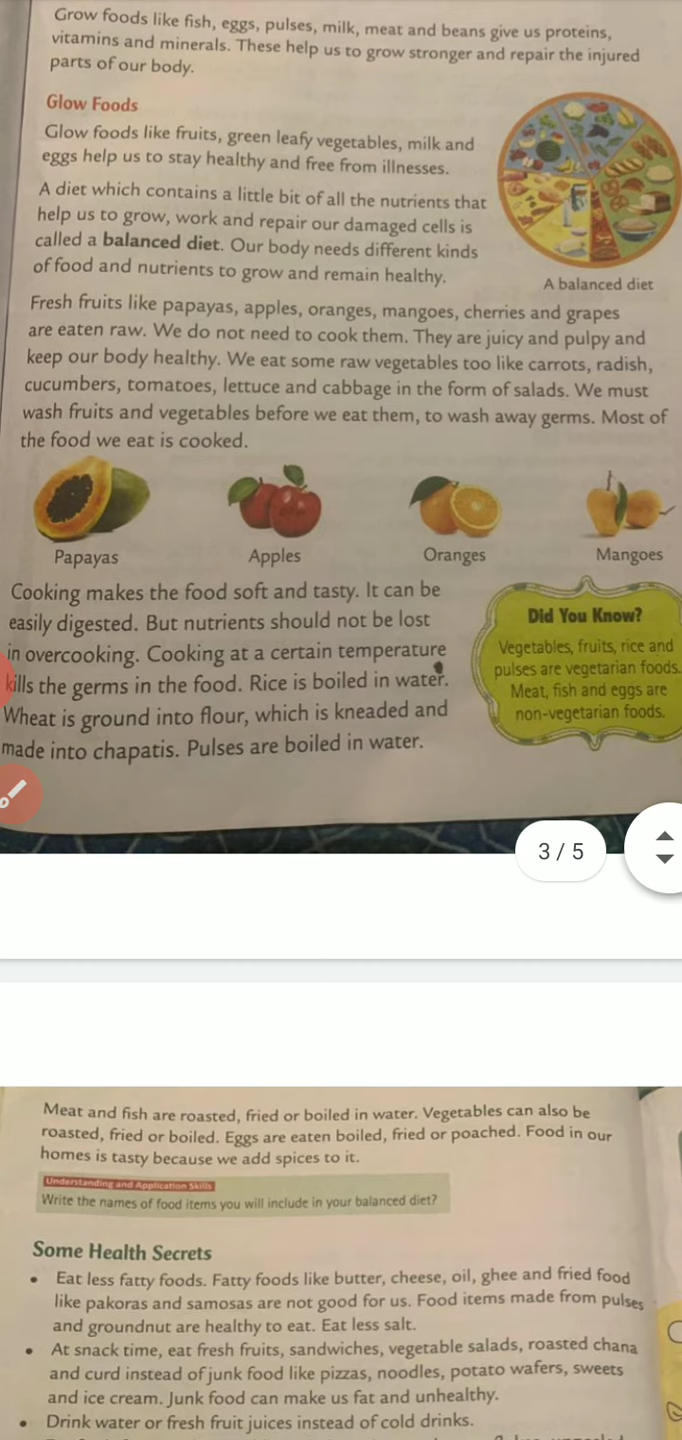 Grow foods like fish, eggs, pulses, milk, meat and beans give us proteins,
vitamins and minerals. These help us to grow stronger and repair the injured
parts of our body.
Glow Foods
Glow foods like fruits, green leafy vegetables, milk and
eggs help us to stay healthy and free from illnesses.
A diet which contains a little bit of all the nutrients that
help us to grow, work and repair our damaged cells is
called a balanced diet. Our body needs different kinds
of food and nutrients to grow and remain healthy.
A balanced diet
Fresh fruits like papayas, apples, oranges, mangoes, cherries and grapes
are eaten raw. We do not need to cook them. They are juicy and pulpy and
keep our body healthy. We eat some raw vegetables too like carrots, radish,
cucumbers, tomatoes, lettuce and cabbage in the form of salads. We must
wash fruits and vegetables before we eat them, to wash away germs. Most of
the food we eat is cooked.
Papayas
Apples
Oranges
Mangoes
Cooking makes the food soft and tasty. It can be
easily digested. But nutrients should not be lost
in overcooking. Cooking at a certain temperature
kills the germs in the food. Rice is boiled in water.
Wheat is ground into flour, which is kneaded and
made into chapatis. Pulses are boiled in water.
Did You Know?
Vegetables, fruits, rice and
pulses are vegetarian foods.
Meat, fish and eggs are
non-vegetarian foods.
3 / 5
Meat and fish are roasted, fried or boiled in water. Vegetables can also be
roasted, fried or boiled. Eggs are eaten boiled, fried or poached. Food in our
homes is tasty because we add spices to it.
Understanding and Application Skills
Write the names of food items you will include in your balanced diet?
Some Health Secrets
• Eat less fatty foods. Fatty foods like butter, cheese, oil, ghee and fried food
like pakoras and samosas are not good for us. Food items made from pulses
and groundnut are healthy to eat. Eat less salt.
• At snack time, eat fresh fruits, sandwiches, vegetable salads, roasted chana
and curd instead of junk food like pizzas, noodles, potato wafers, sweets
and ice cream. Junk food can make us fat and unhealthy.
• Drink water or fresh fruit juices instead of cold drinks.